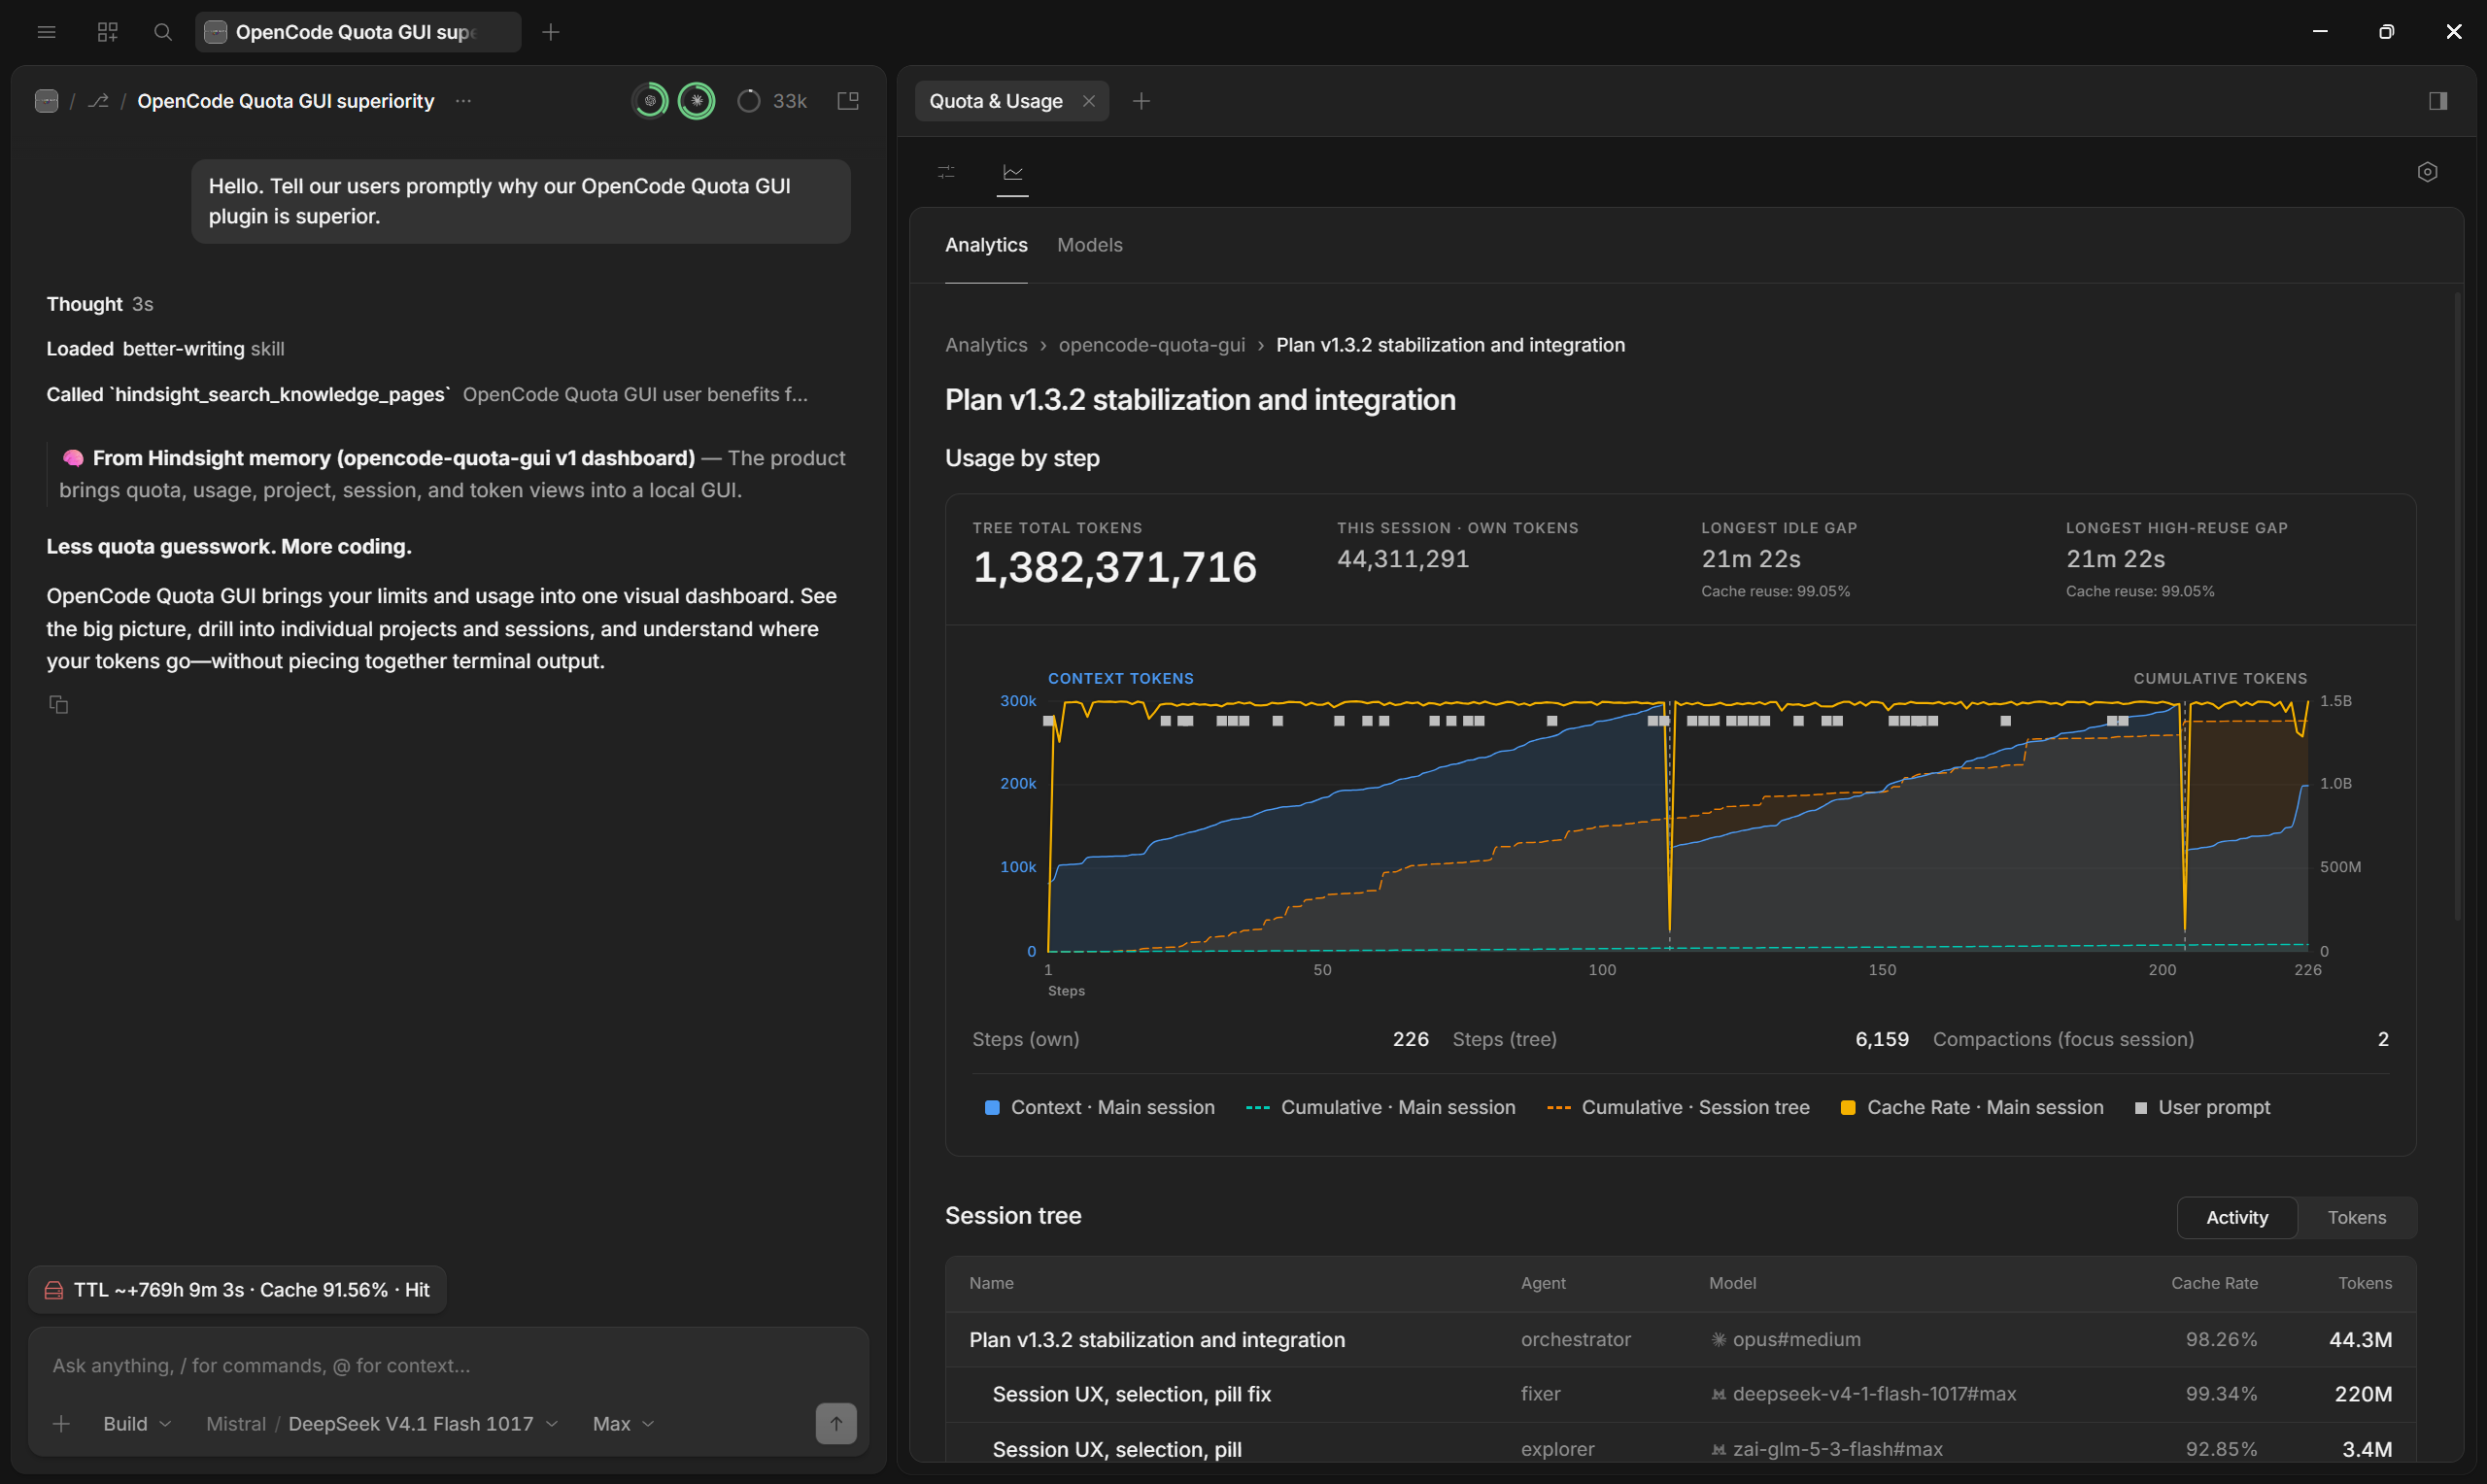 OpenCode Quota GUI supe
OpenCode Quota GUI superiority
33k
Hello. Tell our users promptly why our OpenCode Quota GUI
plugin is superior.
Thought 3s
Loaded better-writing skill
Called `hindsight_search_knowledge_pages` OpenCode Quota GUI user benefits f...
🧠 From Hindsight memory (opencode-quota-gui v1 dashboard) — The product
brings quota, usage, project, session, and token views into a local GUI.
Less quota guesswork. More coding.
OpenCode Quota GUI brings your limits and usage into one visual dashboard. See
the big picture, drill into individual projects and sessions, and understand where
your tokens go—without piecing together terminal output.
TTL ~+769h 9m 3s · Cache 91.56% · Hit
Ask anything, / for commands, @ for context...
Build Mistral / DeepSeek V4.1 Flash 1017 Max
Quota & Usage
Analytics Models
Analytics › opencode-quota-gui › Plan v1.3.2 stabilization and integration
Plan v1.3.2 stabilization and integration
Usage by step
TREE TOTAL TOKENS
1,382,371,716
THIS SESSION · OWN TOKENS
44,311,291
LONGEST IDLE GAP
21m 22s
Cache reuse: 99.05%
LONGEST HIGH-REUSE GAP
21m 22s
Cache reuse: 99.05%
CONTEXT TOKENS CUMULATIVE TOKENS
300k 1.5B
200k 1.0B
100k 500M
0 0
1 50 100 150 200 226
Steps
Steps (own) 226 Steps (tree) 6,159 Compactions (focus session) 2
Context · Main session Cumulative · Main session Cumulative · Session tree Cache Rate · Main session User prompt
Session tree
Activity Tokens
Name Agent Model Cache Rate Tokens
Plan v1.3.2 stabilization and integration orchestrator opus#medium 98.26% 44.3M
Session UX, selection, pill fix fixer deepseek-v4-1-flash-1017#max 99.34% 220M
Session UX, selection, pill explorer zai-glm-5-3-flash#max 92.85% 3.4M